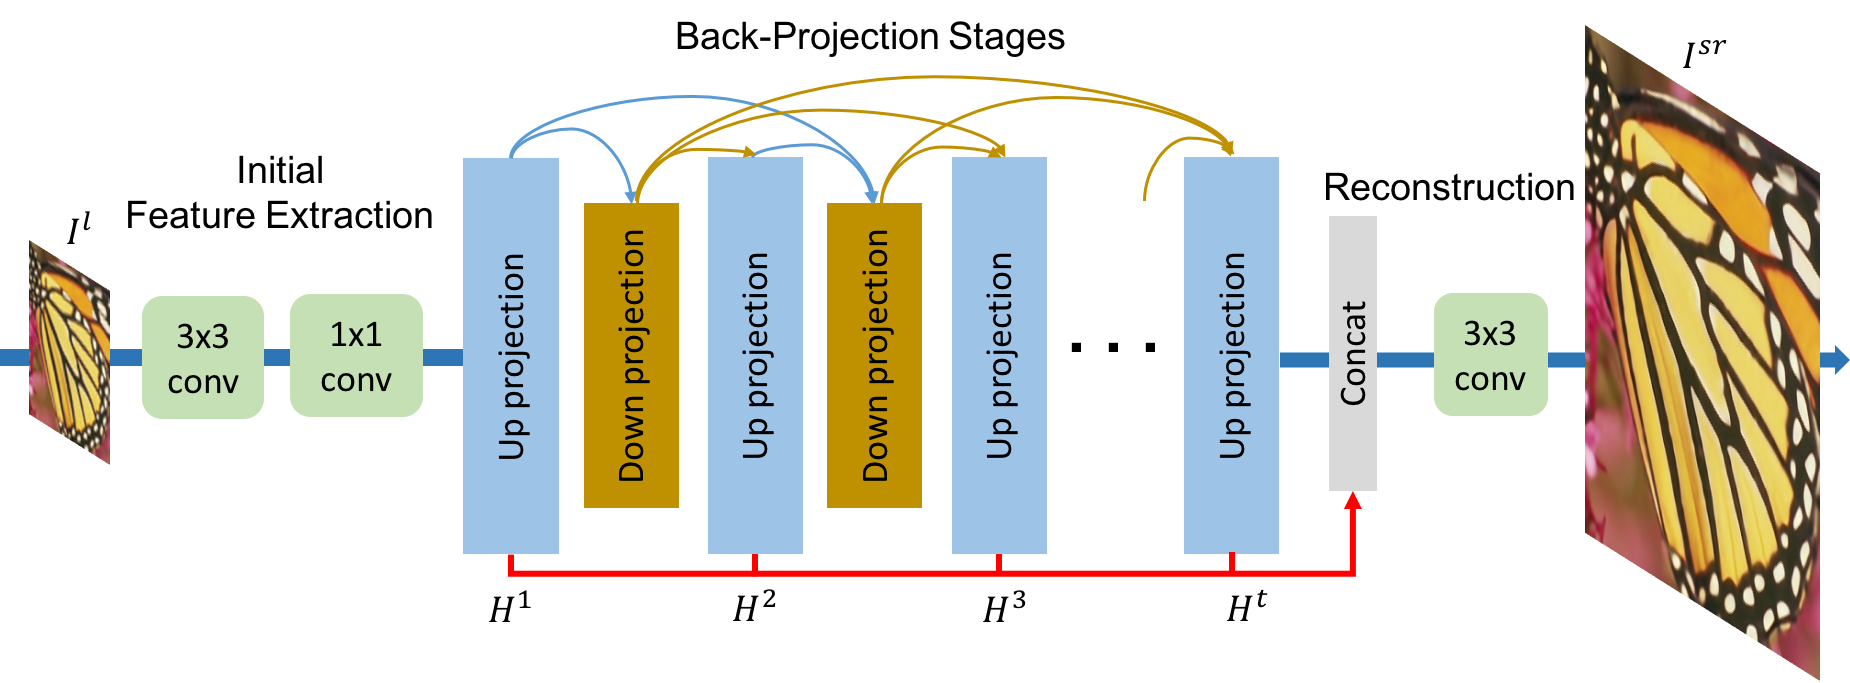 Back-Projection Stages
I^{sr}
Initial
Feature Extraction
I^l
Reconstruction
3x3
conv
1x1
conv
Up projection
Down projection
Up projection
Down projection
Up projection
. . .
Up projection
Concat
3x3
conv
H^1
H^2
H^3
H^t